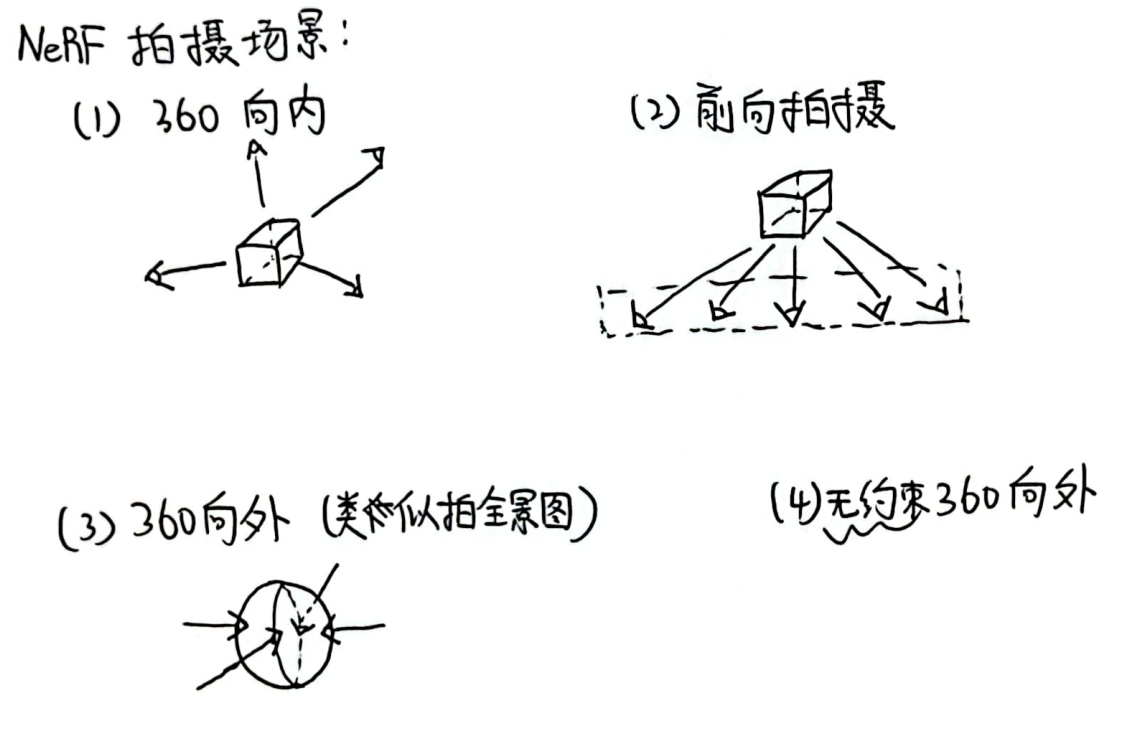 NeRF 拍摄场景:
(1) 360 向内
(2) 前向拍摄
(3) 360向外 (类似拍全景图)
(4)无约束360向外